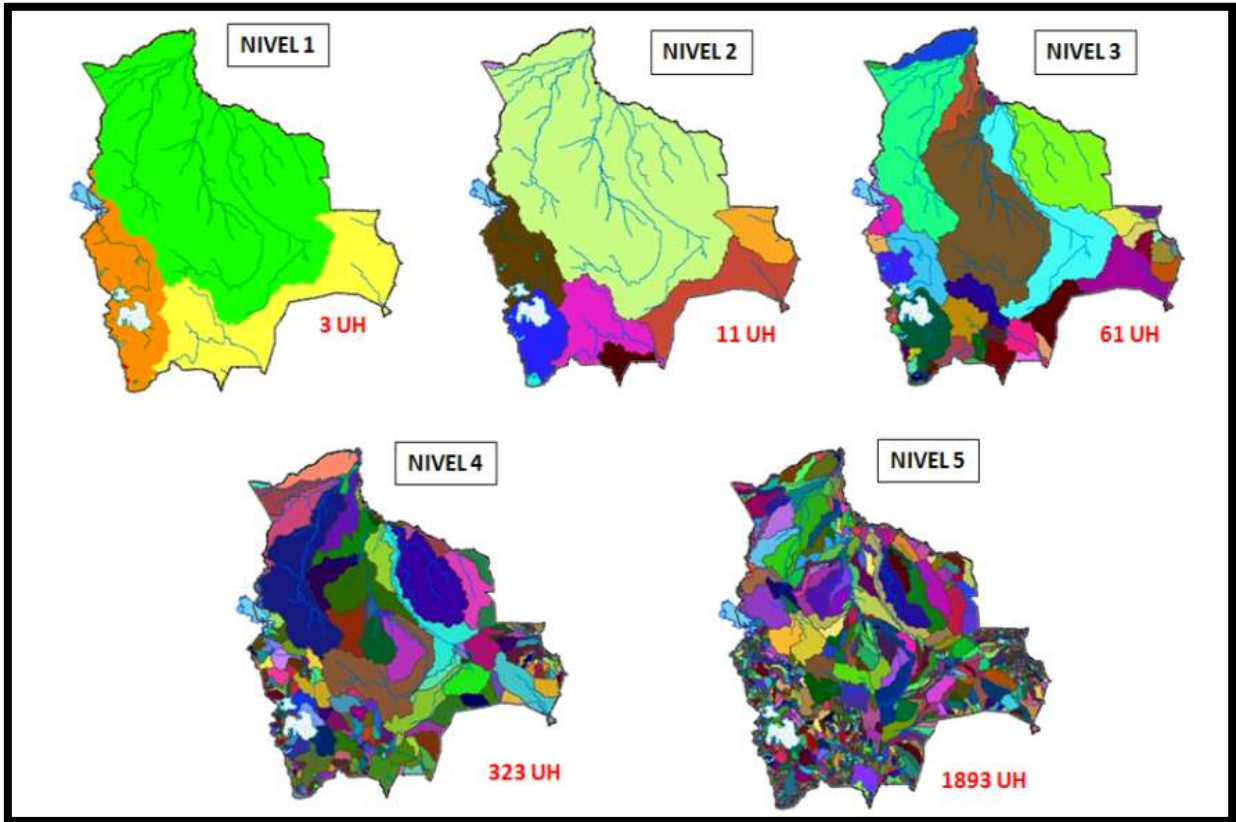 NIVEL 1
NIVEL 2
NIVEL 3
3 UH
11 UH
61 UH
NIVEL 4
NIVEL 5
323 UH
1893 UH